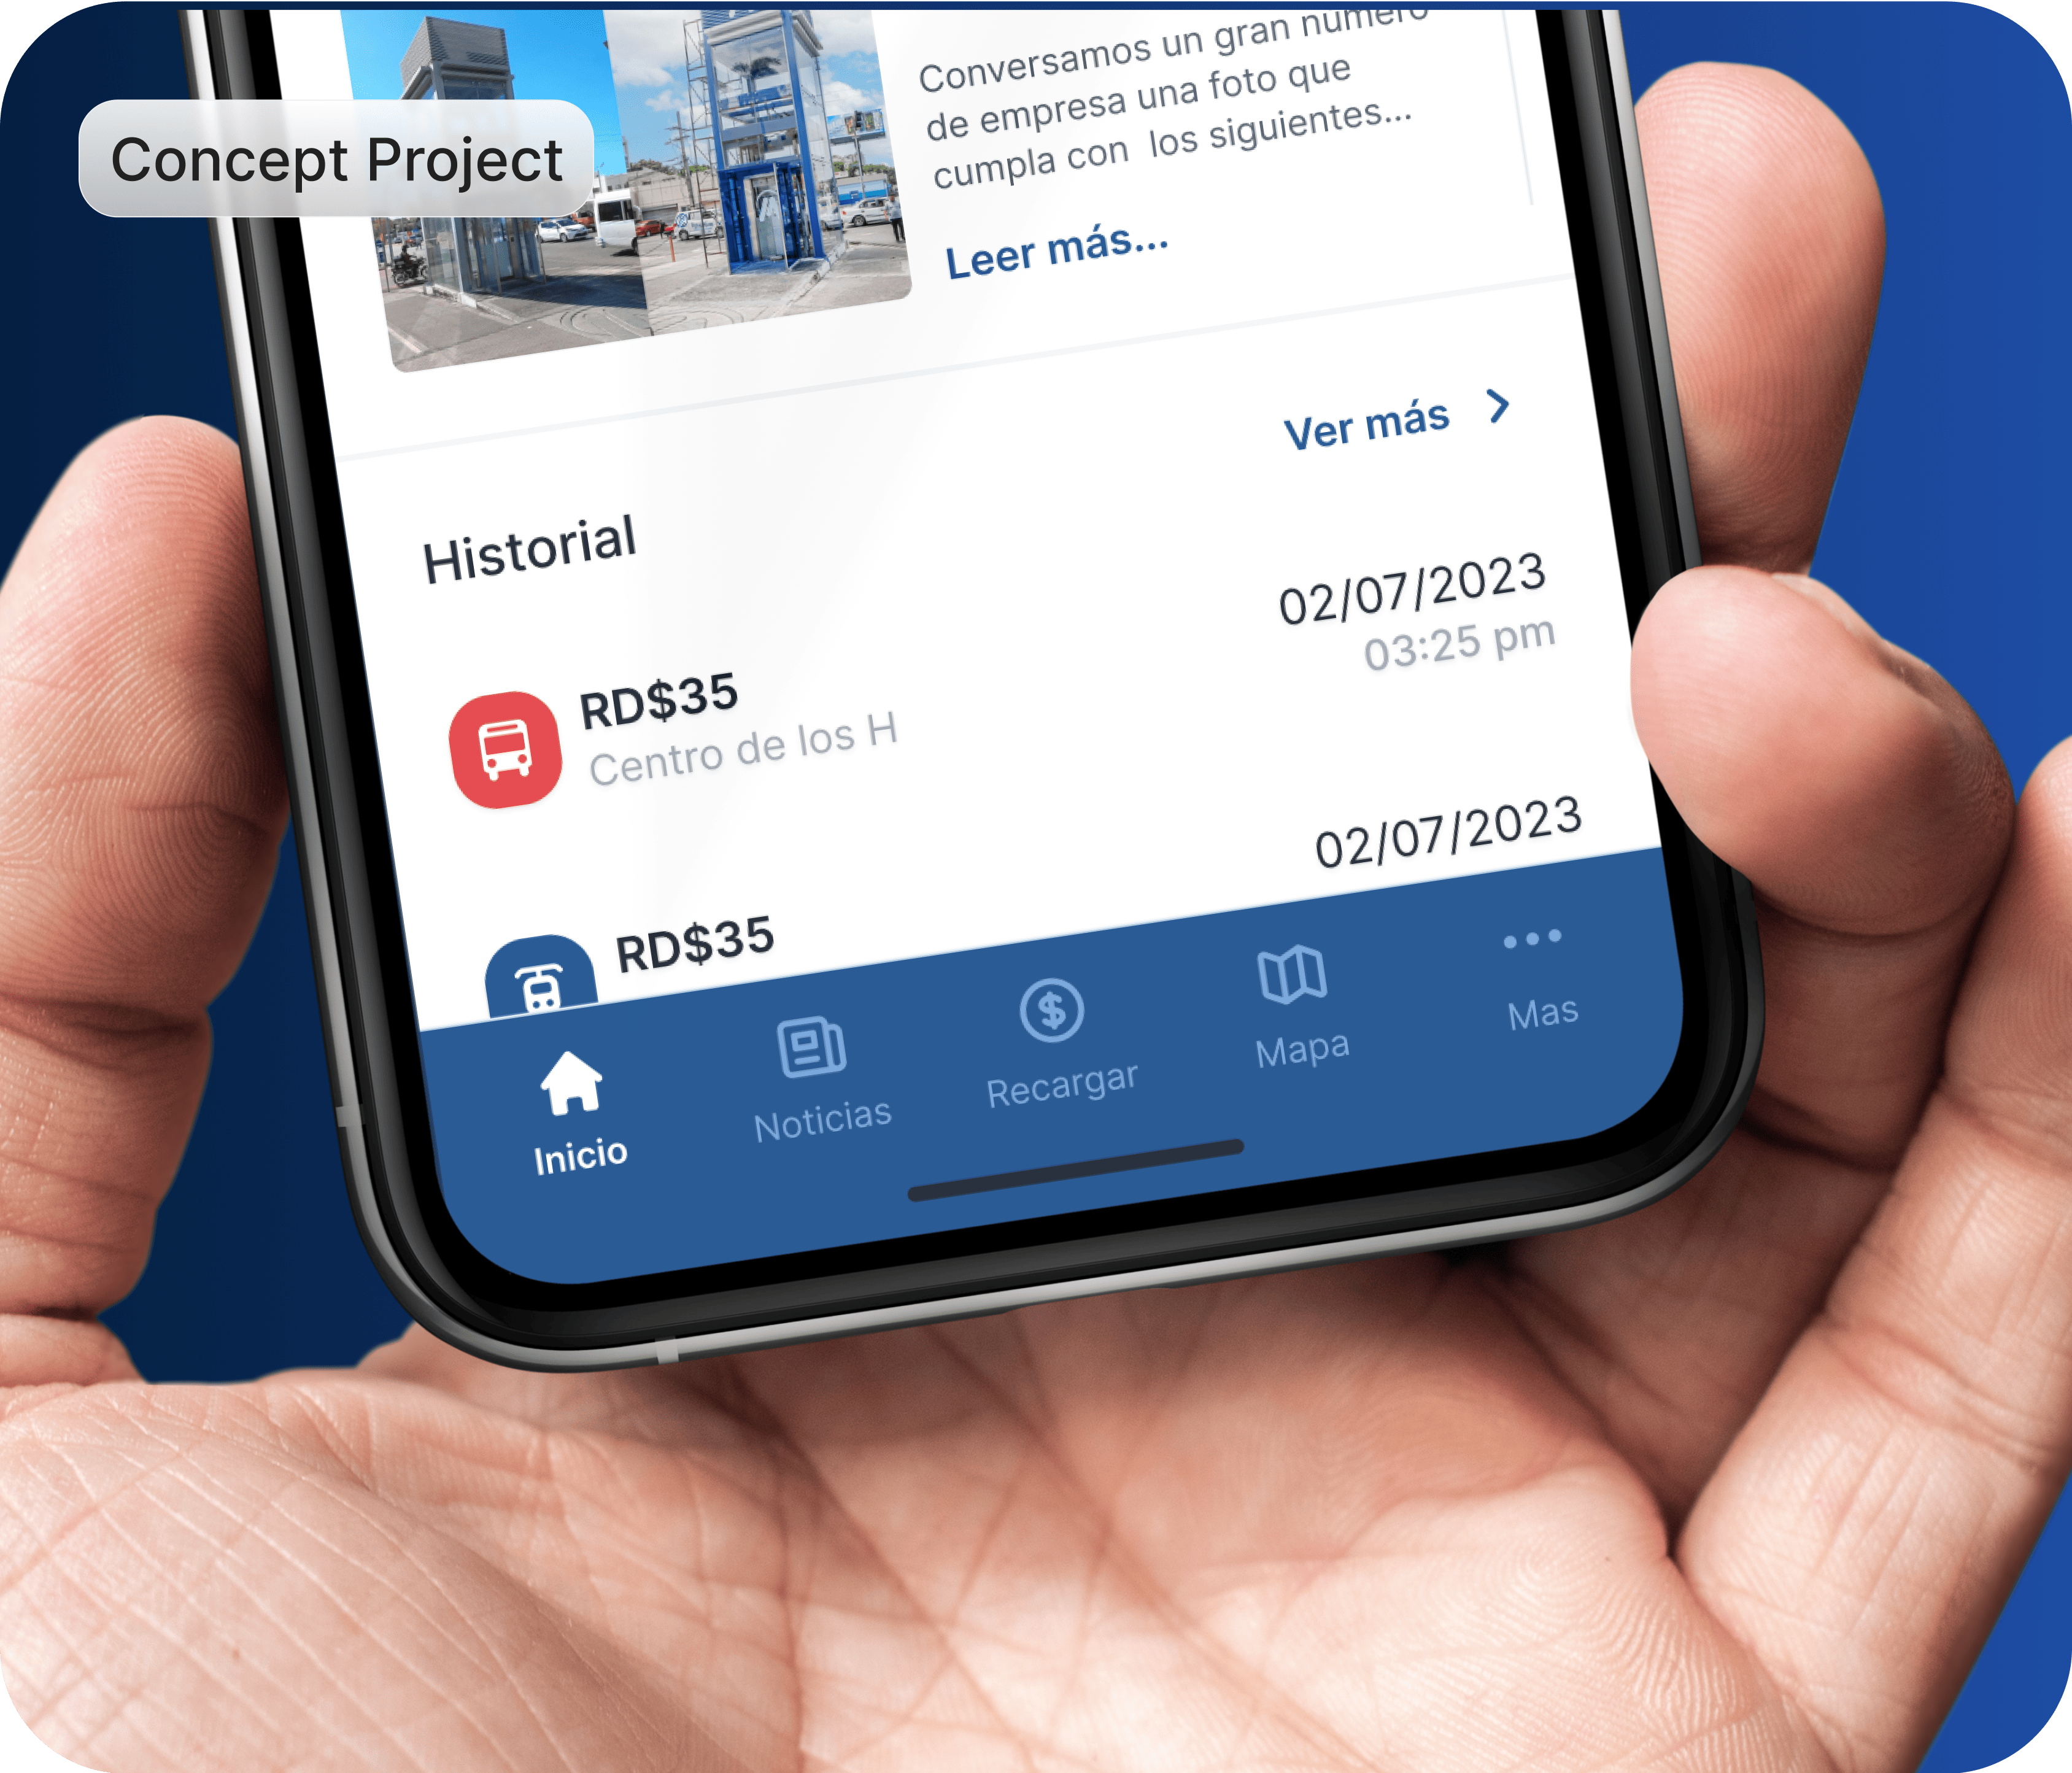 Concept Project
Conversamos un gran número
de empresa una foto que
cumpla con los siguientes...
Leer más...
Ver más
Historial
RD$35
Centro de los H
02/07/2023
03:25 pm
RD$35
02/07/2023
Inicio
Noticias
Recargar
Mapa
Mas